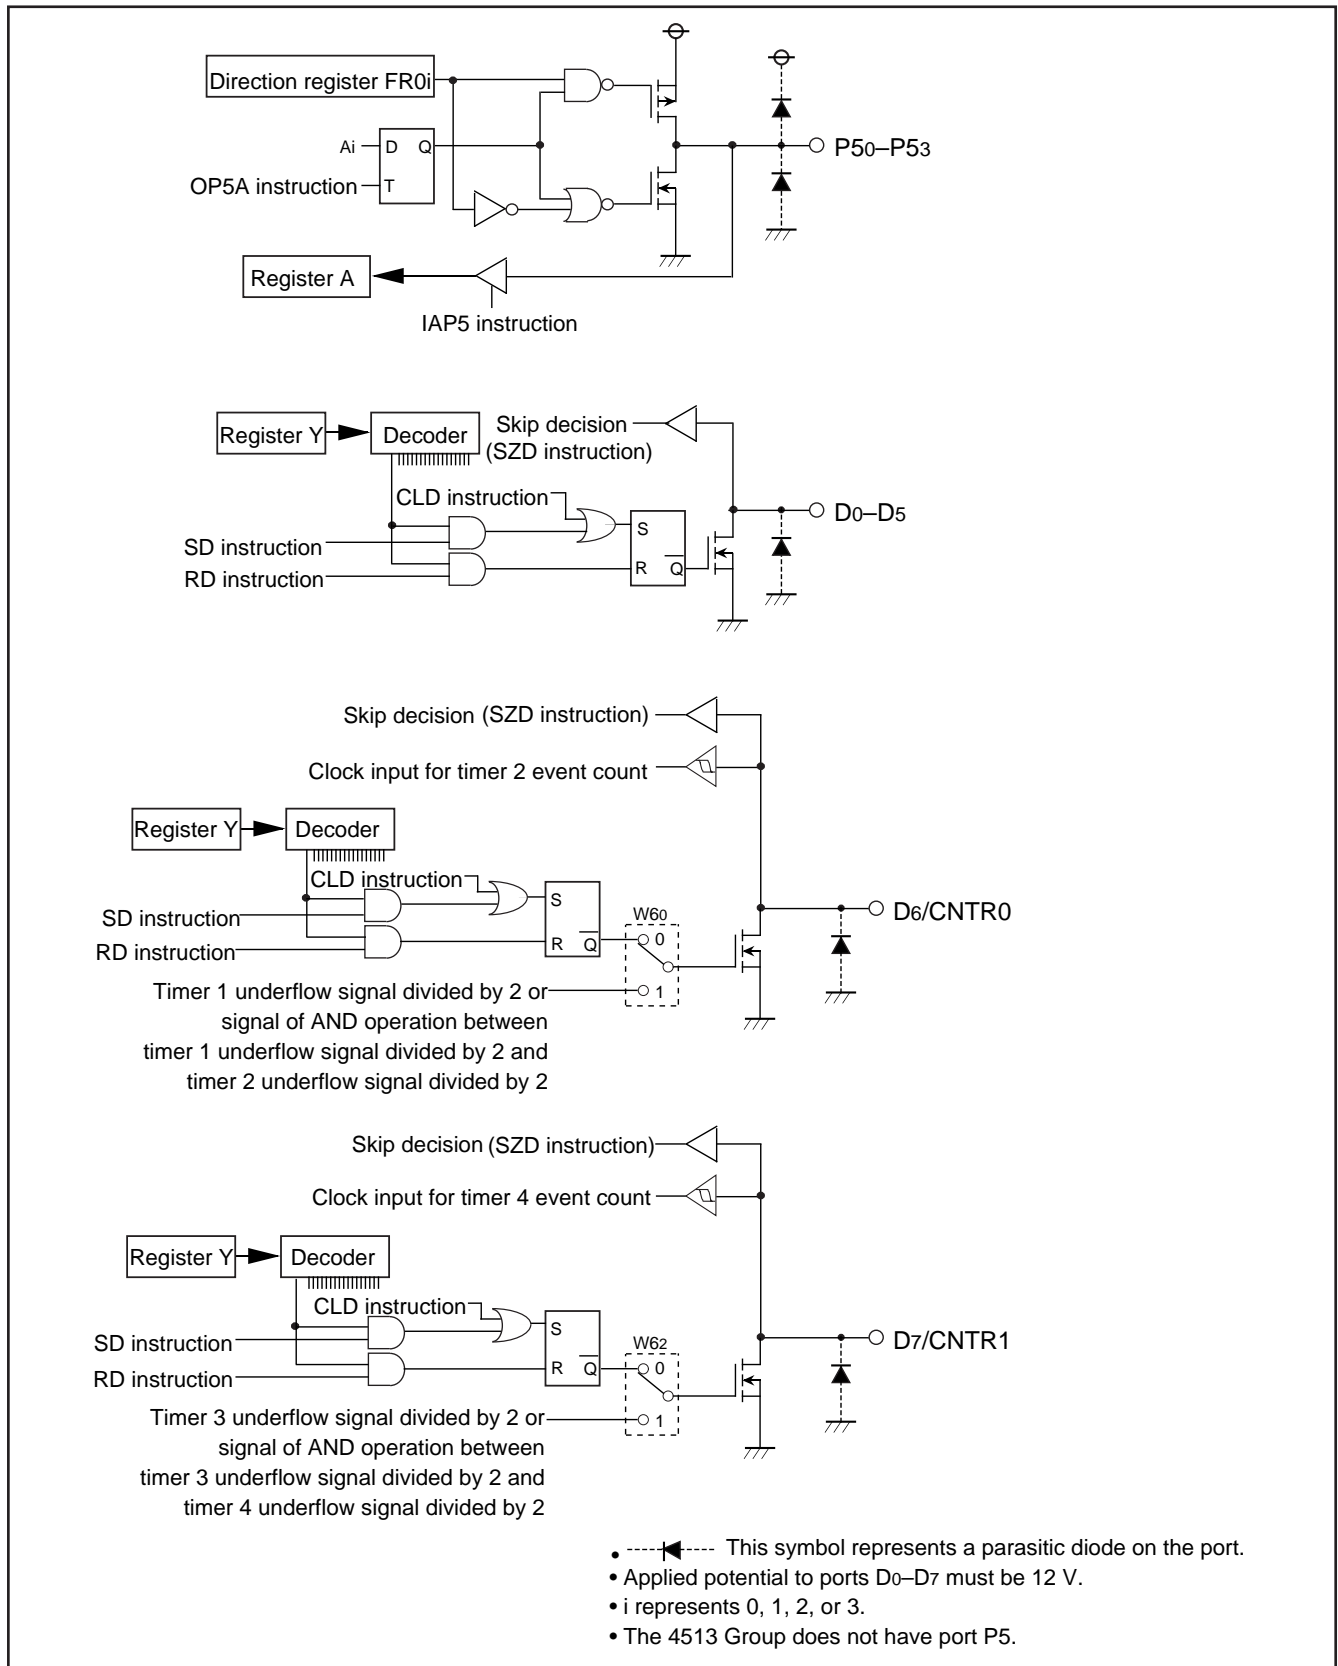 Direction register FR0i
Ai
D
Q
OP5A instruction
T
P50–P53
Register A
IAP5 instruction
Register Y
Decoder
Skip decision
(SZD instruction)
CLD instruction
SD instruction
RD instruction
S
R
Q
D0–D5
Skip decision (SZD instruction)
Clock input for timer 2 event count
Register Y
Decoder
CLD instruction
SD instruction
RD instruction
S
R
Q
W60
0
1
D6/CNTR0
Timer 1 underflow signal divided by 2 or
signal of AND operation between
timer 1 underflow signal divided by 2 and
timer 2 underflow signal divided by 2
Skip decision (SZD instruction)
Clock input for timer 4 event count
Register Y
Decoder
CLD instruction
SD instruction
RD instruction
S
R
Q
W62
0
1
D7/CNTR1
Timer 3 underflow signal divided by 2 or
signal of AND operation between
timer 3 underflow signal divided by 2 and
timer 4 underflow signal divided by 2
• This symbol represents a parasitic diode on the port.
• Applied potential to ports D0–D7 must be 12 V.
• i represents 0, 1, 2, or 3.
• The 4513 Group does not have port P5.